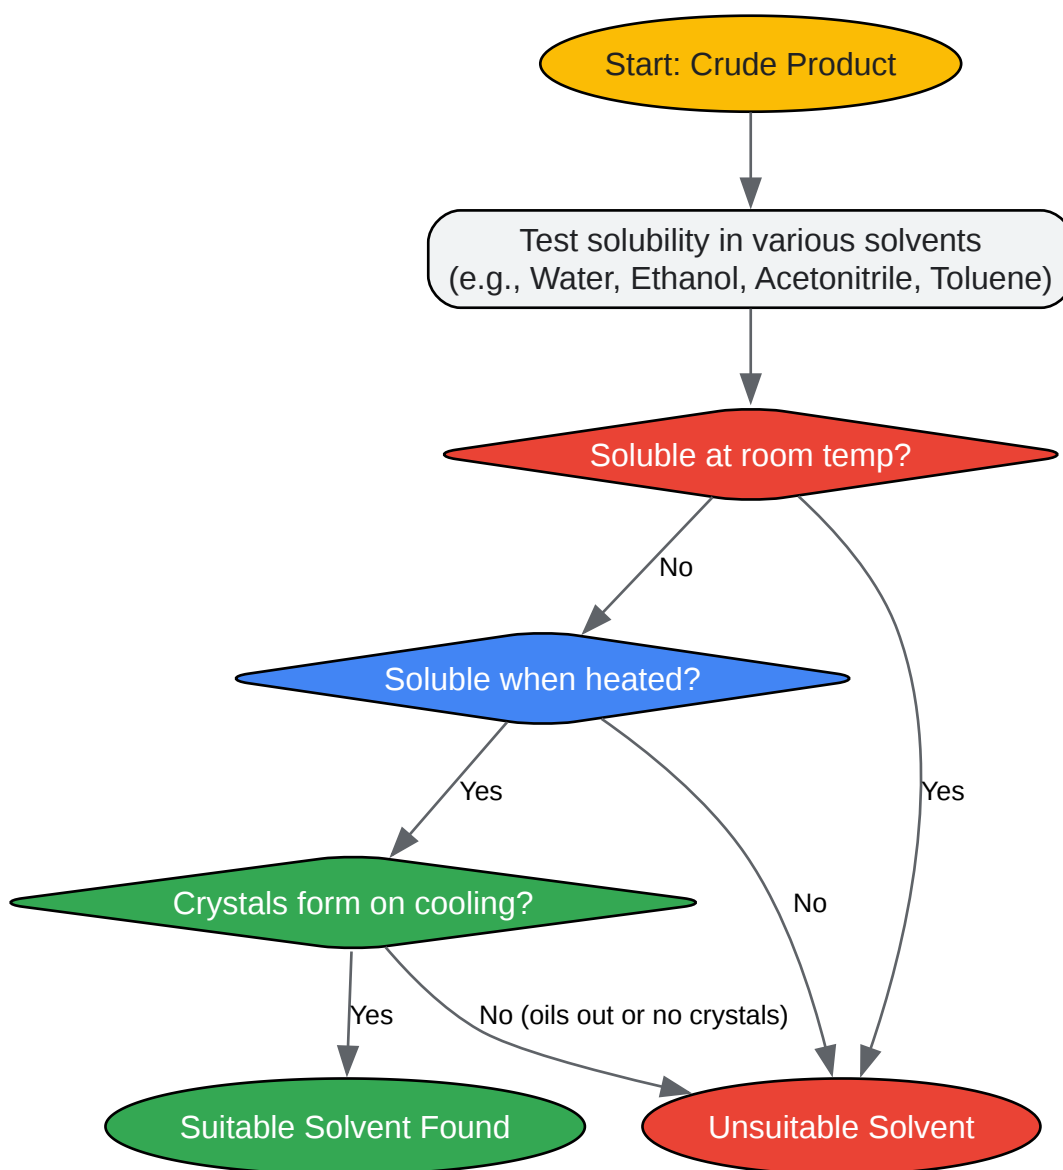 Start: Crude Product
Test solubility in various solvents
(e.g., Water, Ethanol, Acetonitrile, Toluene)
Soluble at room temp?
No
Soluble when heated?
Yes
Yes
Crystals form on cooling?
No
Yes
No (oils out or no crystals)
Suitable Solvent Found
Unsuitable Solvent